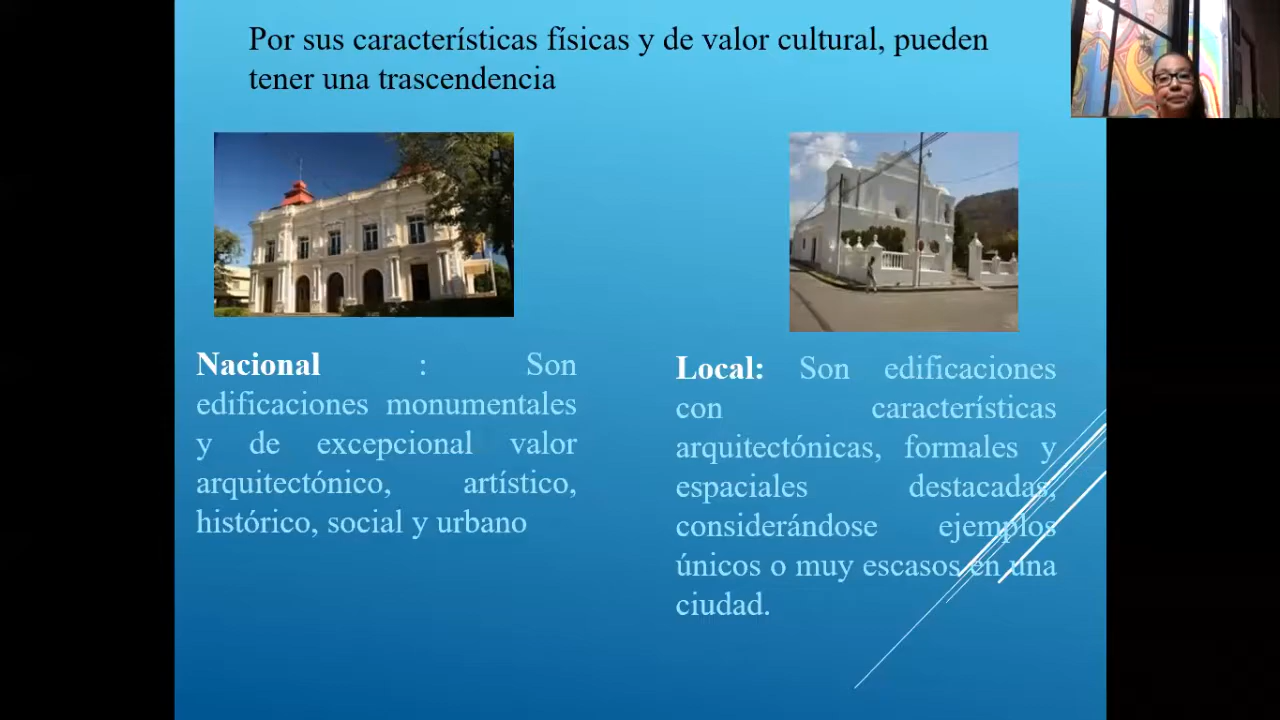 Por sus características físicas y de valor cultural, pueden
tener una trascendencia
Nacional : Son
edificaciones monumentales
y de excepcional valor
arquitectónico, artístico,
histórico, social y urbano
Local: Son edificaciones
con características
arquitectónicas, formales y
espaciales destacadas,
considerándose ejemplos
únicos o muy escasos en una
ciudad.